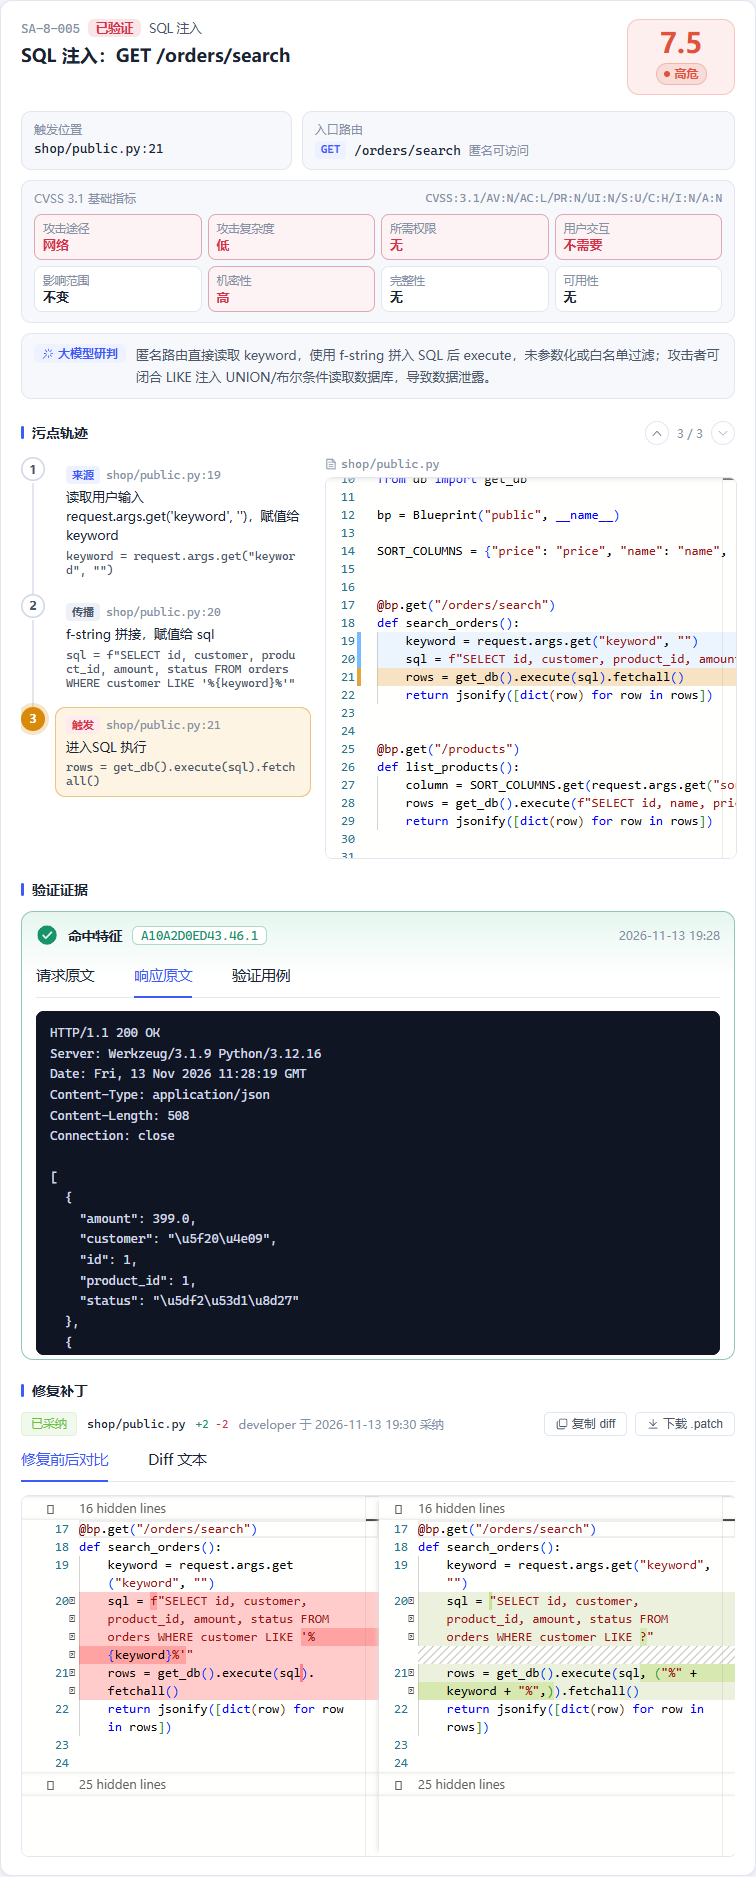 SA-8-005 已验证 SQL 注入
SQL 注入：GET /orders/search
7.5
高危
触发位置
shop/public.py:21
入口路由
GET /orders/search 匿名可访问
CVSS 3.1 基础指标
CVSS:3.1/AV:N/AC:L/PR:N/UI:N/S:U/C:H/I:N/A:N
攻击途径
网络
攻击复杂度
低
所需权限
无
用户交互
不需要
影响范围
不变
机密性
高
完整性
无
可用性
无
大模型研判
匿名路由直接读取 keyword，使用 f-string 拼入 SQL 后 execute，未参数化或白名单过滤；攻击者可
闭合 LIKE 注入 UNION/布尔条件读取数据库，导致数据泄露。
污点轨迹
3 / 3
1
来源 shop/public.py:19
读取用户输入
request.args.get('keyword', '')，赋值给
keyword
keyword = request.args.get("keywor
d", "")
2
传播 shop/public.py:20
f-string 拼接，赋值给 sql
sql = f"SELECT id, customer, produ
ct_id, amount, status FROM orders
WHERE customer LIKE '%{keyword}%'"
3
触发 shop/public.py:21
进入SQL 执行
rows = get_db().execute(sql).fetch
all()
shop/public.py
10 from db import get_db
11
12 bp = Blueprint("public", __name__)
13
14 SORT_COLUMNS = {"price": "price", "name": "name",
15
16
17 @bp.get("/orders/search")
18 def search_orders():
19 keyword = request.args.get("keyword", "")
20 sql = f"SELECT id, customer, product_id, amoun
21 rows = get_db().execute(sql).fetchall()
22 return jsonify([dict(row) for row in rows])
23
24
25 @bp.get("/products")
26 def list_products():
27 column = SORT_COLUMNS.get(request.args.get("so
28 rows = get_db().execute(f"SELECT id, name, pri
29 return jsonify([dict(row) for row in rows])
30
31
验证证据
命中特征 A10A2D0ED43.46.1
2026-11-13 19:28
请求原文 响应原文 验证用例
HTTP/1.1 200 OK
Server: Werkzeug/3.1.9 Python/3.12.16
Date: Fri, 13 Nov 2026 11:28:19 GMT
Content-Type: application/json
Content-Length: 508
Connection: close
[
{
"amount": 399.0,
"customer": "\u5f20\u4e09",
"id": 1,
"product_id": 1,
"status": "\u5df2\u53d1\u8d27"
},
{
修复补丁
已采纳 shop/public.py +2 -2 developer 于 2026-11-13 19:30 采纳
复制 diff
下载 .patch
修复前后对比 Diff 文本
16 hidden lines
17 @bp.get("/orders/search")
18 def search_orders():
19 keyword = request.args.get
("keyword", "")
20 sql = f"SELECT id, customer,
product_id, amount, status FROM
orders WHERE customer LIKE '%
{keyword}%'"
21 rows = get_db().execute(sql).
fetchall()
22 return jsonify([dict(row) for row
in rows])
23
24
25 hidden lines
16 hidden lines
17 @bp.get("/orders/search")
18 def search_orders():
19 keyword = request.args.get("keyword",
"")
20 sql = "SELECT id, customer,
product_id, amount, status FROM
orders WHERE customer LIKE ?"
21 rows = get_db().execute(sql, ("%" +
keyword + "%",)).fetchall()
22 return jsonify([dict(row) for row in
rows])
23
24
25 hidden lines